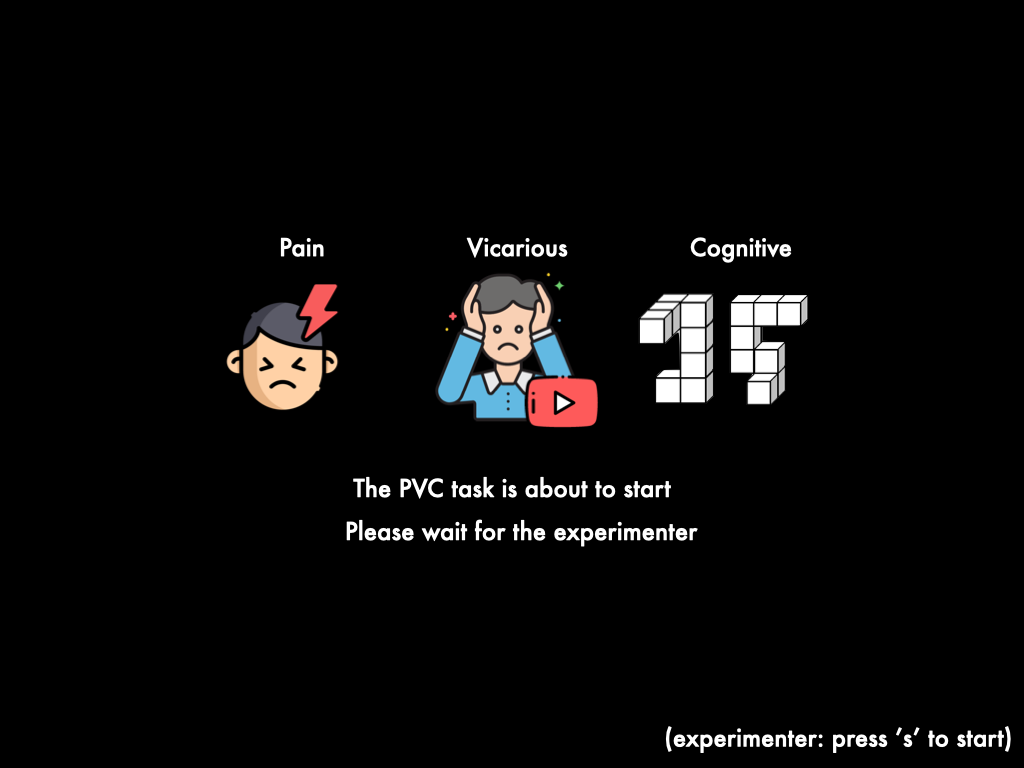 Pain
Vicarious
Cognitive
The PVC task is about to start
Please wait for the experimenter
(experimenter: press ’s’ to start)